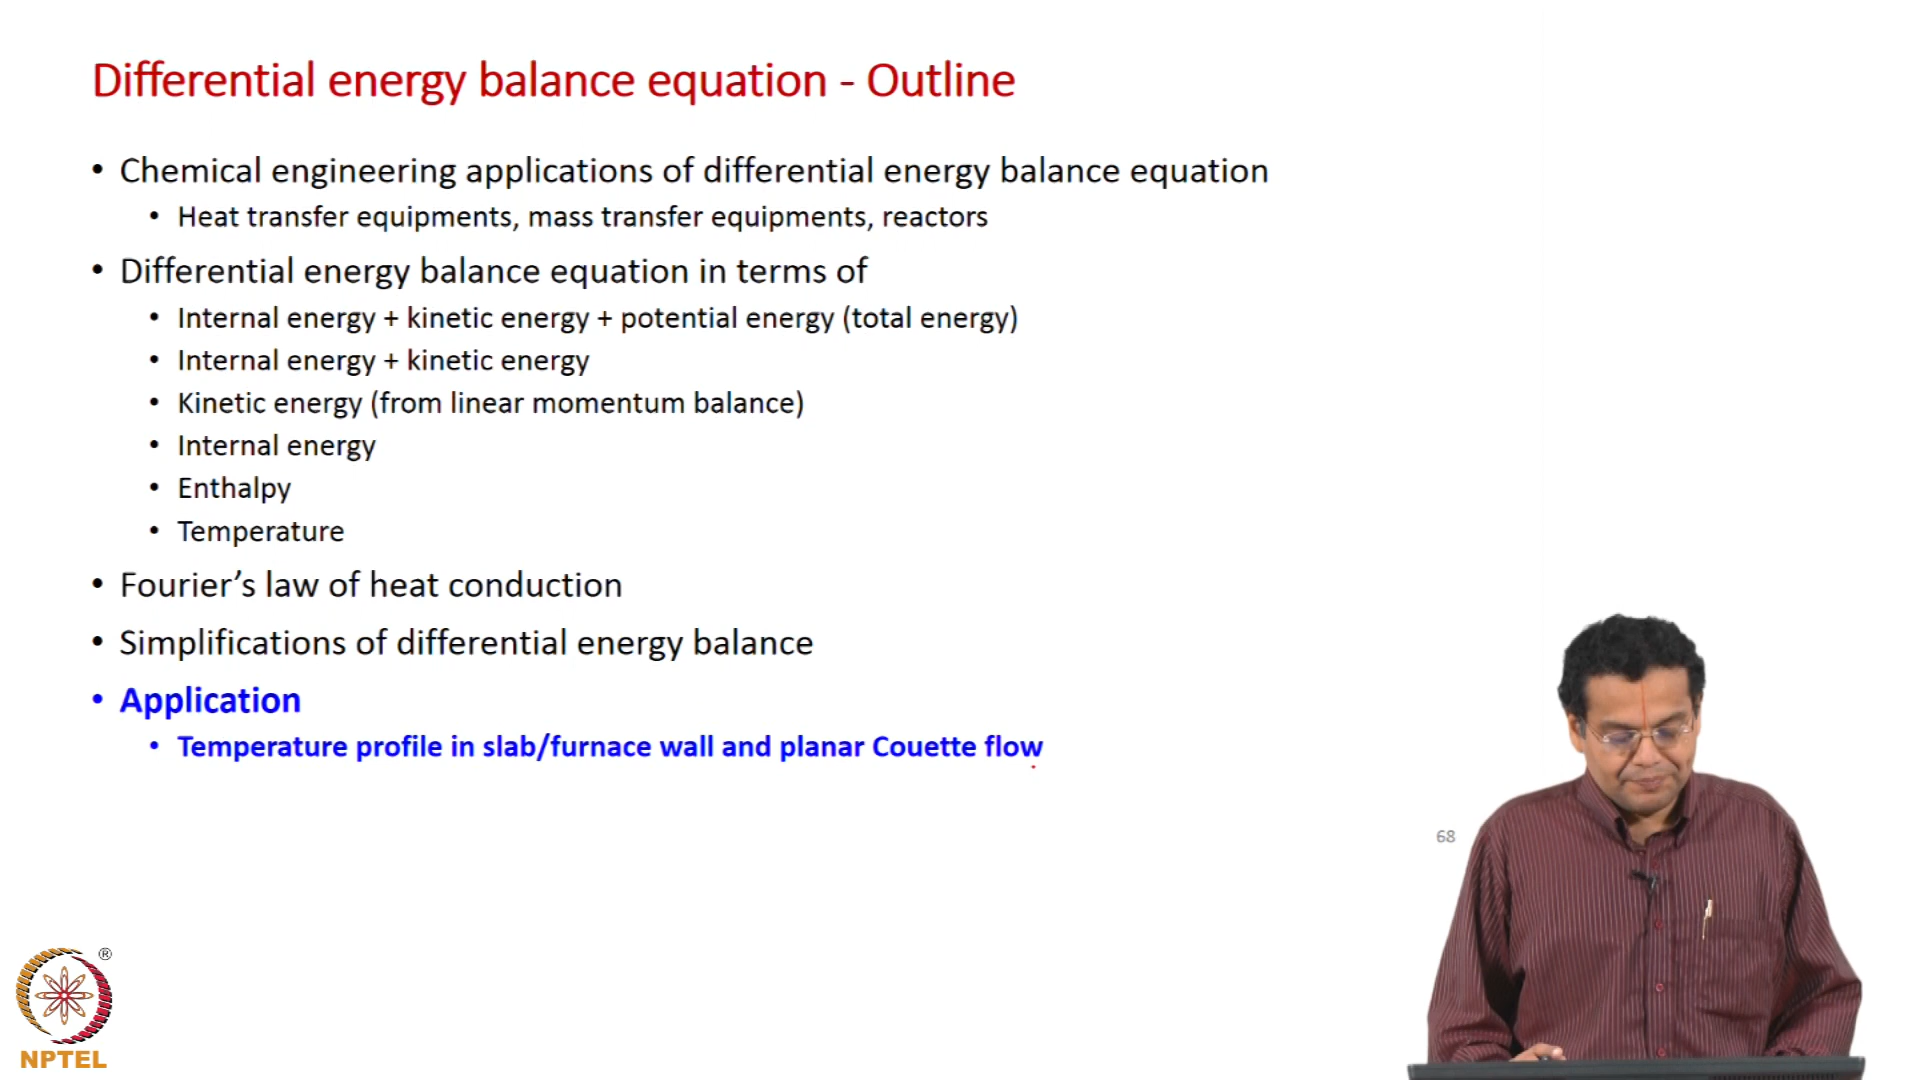 Differential energy balance equation - Outline
• Chemical engineering applications of differential energy balance equation
• Heat transfer equipments, mass transfer equipments, reactors
• Differential energy balance equation in terms of
• Internal energy + kinetic energy + potential energy (total energy)
• Internal energy + kinetic energy
• Kinetic energy (from linear momentum balance)
• Internal energy
• Enthalpy
• Temperature
• Fourier’s law of heat conduction
• Simplifications of differential energy balance
• Application
• Temperature profile in slab/furnace wall and planar Couette flow
68
®
NPTEL